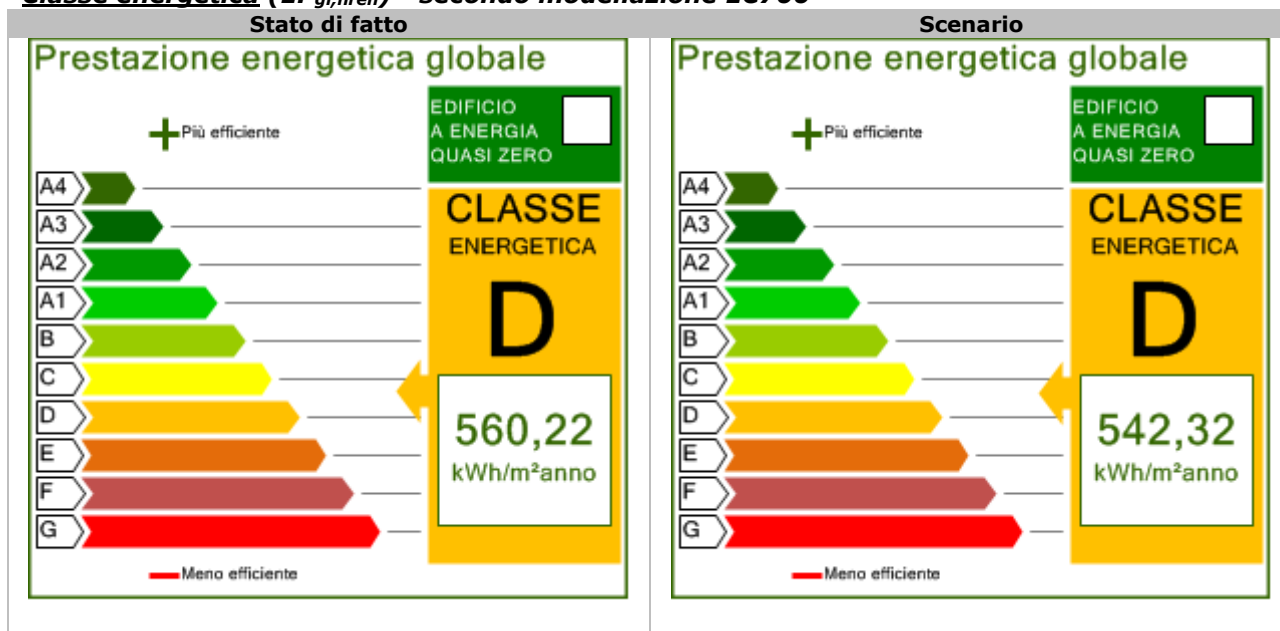 Stato di fatto
Scenario
Prestazione energetica globale
EDIFICIO
A ENERGIA
QUASI ZERO
Più efficiente
A4
A3
A2
A1
B
C
D
E
F
G
CLASSE
ENERGETICA
D
560,22
kWh/m²anno
Meno efficiente
Prestazione energetica globale
EDIFICIO
A ENERGIA
QUASI ZERO
Più efficiente
A4
A3
A2
A1
B
C
D
E
F
G
CLASSE
ENERGETICA
D
542,32
kWh/m²anno
Meno efficiente